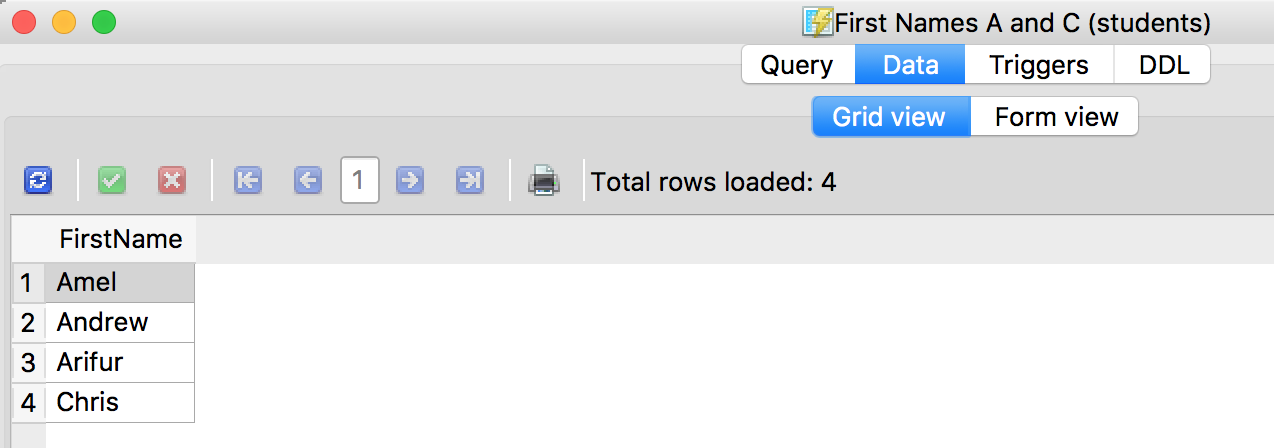 First Names A and C (students)
Query Data Triggers DDL
Grid view Form view
1 Total rows loaded: 4
FirstName
1 Amel
2 Andrew
3 Arifur
4 Chris